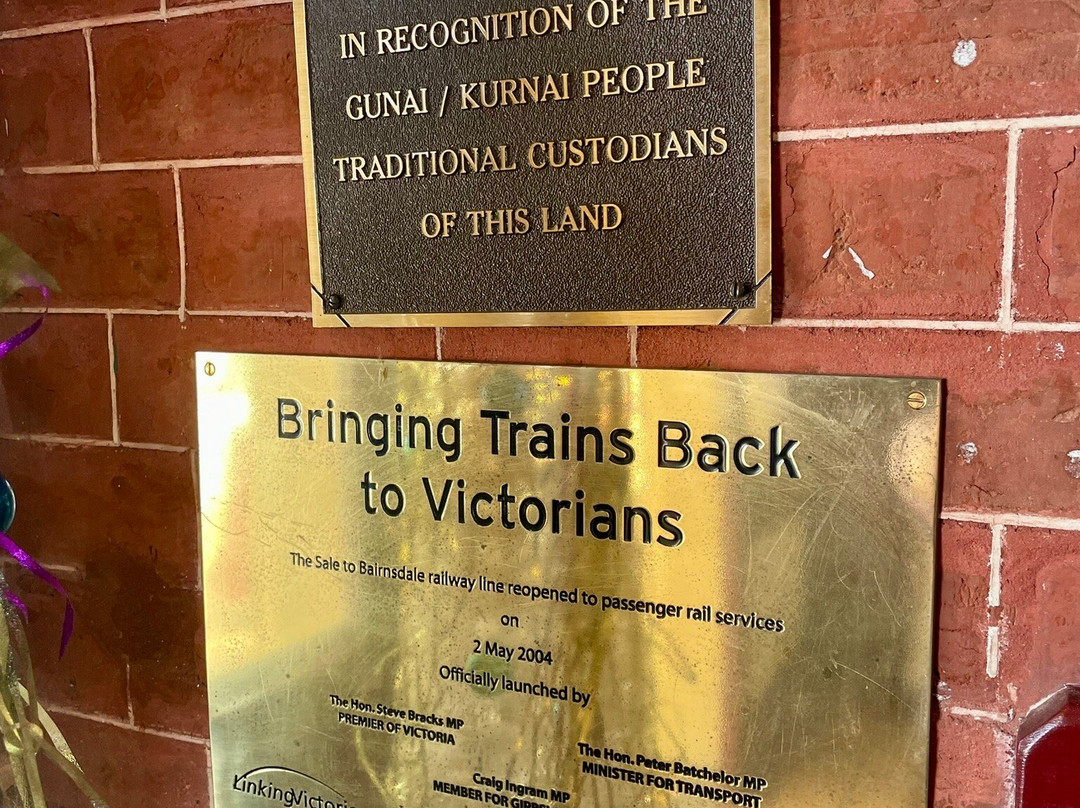 IN RECOGNITION OF THE
GUNAI / KURNAI PEOPLE
TRADITIONAL CUSTODIANS
OF THIS LAND
Bringing Trains Back
to Victorians
The Sale to Bairnsdale railway line reopened to passenger rail services
on
2 May 2004
Officially launched by
The Hon. Steve Bracks MP
PREMIER OF VICTORIA
The Hon. Peter Batchelor MP
MINISTER FOR TRANSPORT
Craig Ingram MP
MEMBER FOR